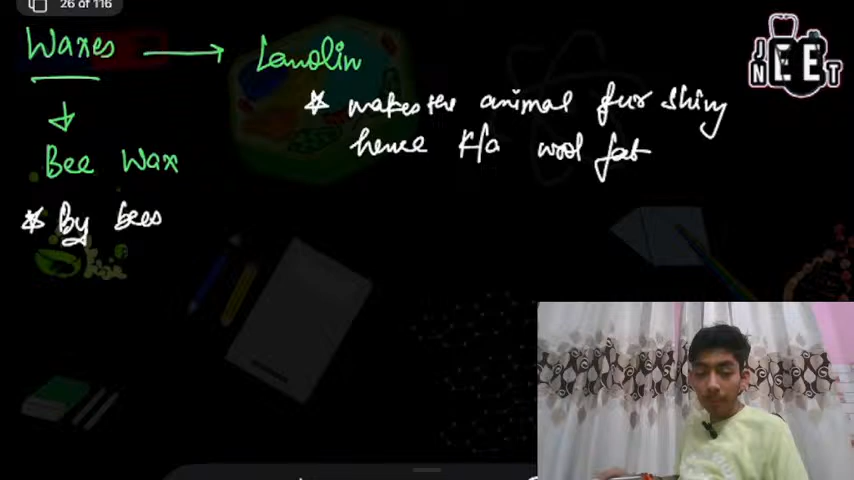 26 of 116
Waxes → Lanolin
* makes the animal fur shiny
hence K/a wool fat
Bee Wax
* By bees
J
NEET